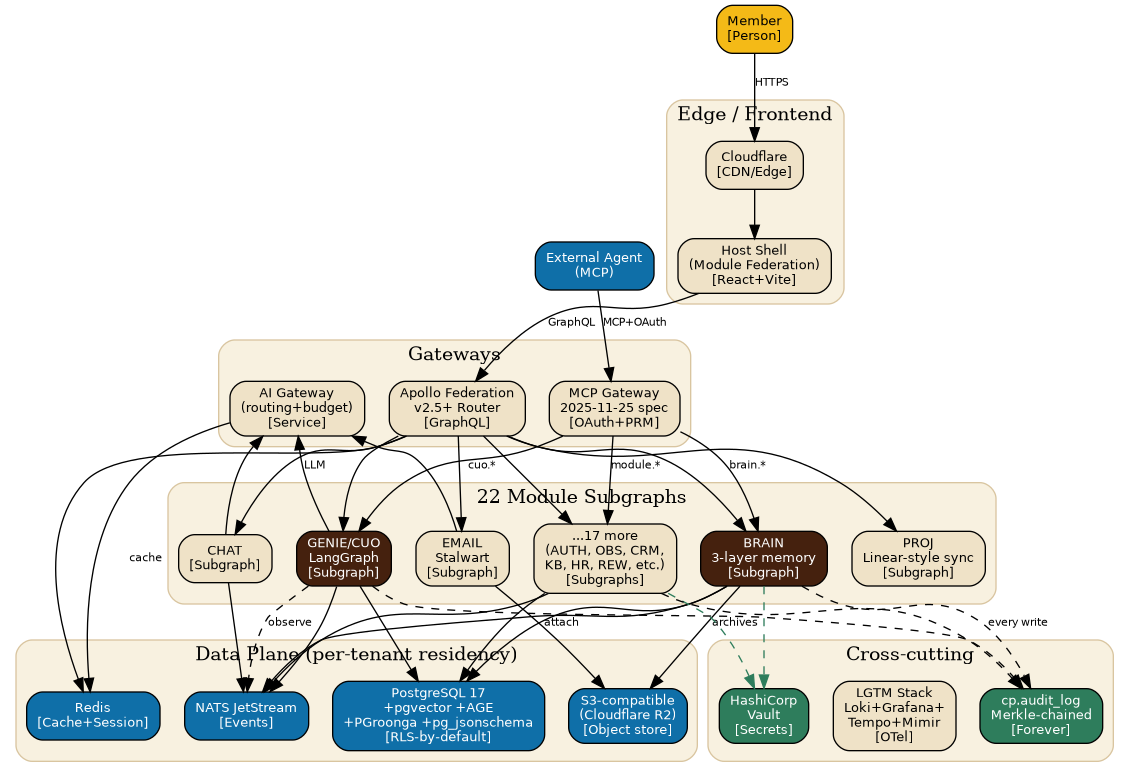 Member
[Person]
HTTPS
Edge / Frontend
Cloudflare
[CDN/Edge]
Host Shell
(Module Federation)
[React+Vite]
External Agent
(MCP)
GraphQL
MCP+OAuth
Gateways
AI Gateway
(routing+budget)
[Service]
Apollo Federation
v2.5+ Router
[GraphQL]
MCP Gateway
2025-11-25 spec
[OAuth+PRM]
LLM
cuo.*
module.*
brain.*
22 Module Subgraphs
CHAT
[Subgraph]
GENIE/CUO
LangGraph
[Subgraph]
EMAIL
Stalwart
[Subgraph]
...17 more
(AUTH, OBS, CRM,
KB, HR, REW, etc.)
[Subgraphs]
BRAIN
3-layer memory
[Subgraph]
PROJ
Linear-style sync
[Subgraph]
cache
observe
attach
archives
every write
Data Plane (per-tenant residency)
Redis
[Cache+Session]
NATS JetStream
[Events]
PostgreSQL 17
+pgvector +AGE
+PGroonga +pg_jsonschema
[RLS-by-default]
S3-compatible
(Cloudflare R2)
[Object store]
Cross-cutting
HashiCorp
Vault
[Secrets]
LGTM Stack
Loki+Grafana+
Tempo+Mimir
[OTel]
cp.audit_log
Merkle-chained
[Forever]